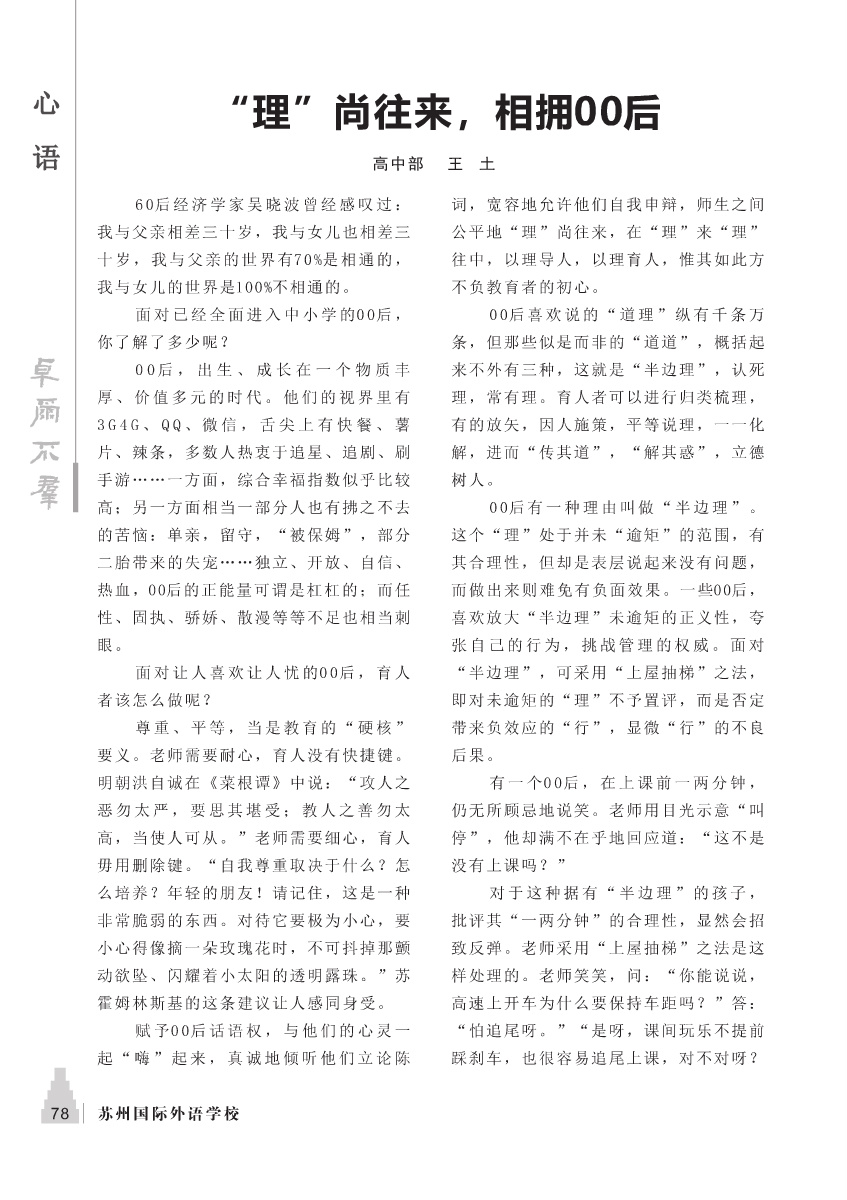 心
语
卓尔不群
“理”尚往来，相拥00后
高中部 王 土
60后经济学家吴晓波曾经感叹过：
我与父亲相差三十岁，我与女儿也相差三
十岁，我与父亲的世界有70%是相通的，
我与女儿的世界是100%不相通的。
面对已经全面进入中小学的00后，
你了解了多少呢？
00后，出生、成长在一个物质丰
厚、价值多元的时代。他们的视界里有
3G4G、QQ、微信，舌尖上有快餐、薯
片、辣条，多数人热衷于追星、追剧、刷
手游……一方面，综合幸福指数似乎比较
高；另一方面相当一部分人也有拂之不去
的苦恼：单亲，留守，“被保姆”，部分
二胎带来的失宠……独立、开放、自信、
热血，00后的正能量可谓是杠杠的；而任
性、固执、骄娇、散漫等等不足也相当刺
眼。
面对让人喜欢让人忧的00后，育人
者该怎么做呢？
尊重、平等，当是教育的“硬核”
要义。老师需要耐心，育人没有快捷键。
明朝洪自诚在《菜根谭》中说：“攻人之
恶勿太严，要思其堪受；教人之善勿太
高，当使人可从。”老师需要细心，育人
毋用删除键。“自我尊重取决于什么？怎
么培养？年轻的朋友！请记住，这是一种
非常脆弱的东西。对待它要极为小心，要
小心得像摘一朵玫瑰花时，不可抖掉那颤
动欲坠、闪耀着小太阳的透明露珠。”苏
霍姆林斯基的这条建议让人感同身受。
赋予00后话语权，与他们的心灵一
起“嗨”起来，真诚地倾听他们立论陈
词，宽容地允许他们自我申辩，师生之间
公平地“理”尚往来，在“理”来“理”
往中，以理导人，以理育人，惟其如此方
不负教育者的初心。
00后喜欢说的“道理”纵有千条万
条，但那些似是而非的“道道”，概括起
来不外有三种，这就是“半边理”，认死
理，常有理。育人者可以进行归类梳理，
有的放矢，因人施策，平等说理，一一化
解，进而“传其道”，“解其惑”，立德
树人。
00后有一种理由叫做“半边理”。
这个“理”处于并未“逾矩”的范围，有
其合理性，但却是表层说起来没有问题，
而做出来则难免有负面效果。一些00后，
喜欢放大“半边理”未逾矩的正义性，夸
张自己的行为，挑战管理的权威。面对
“半边理”，可采用“上屋抽梯”之法，
即对未逾矩的“理”不予置评，而是否定
带来负效应的“行”，显微“行”的不良
后果。
有一个00后，在上课前一两分钟，
仍无所顾忌地说笑。老师用目光示意“叫
停”，他却满不在乎地回应道：“这不是
没有上课吗？”
对于这种据有“半边理”的孩子，
批评其“一两分钟”的合理性，显然会招
致反弹。老师采用“上屋抽梯”之法是这
样处理的。老师笑笑，问：“你能说说，
高速上开车为什么要保持车距吗？”答：
“怕追尾呀。”“是呀，课间玩乐不提前
踩刹车，也很容易追尾上课，对不对呀？
78 苏州国际外语学校